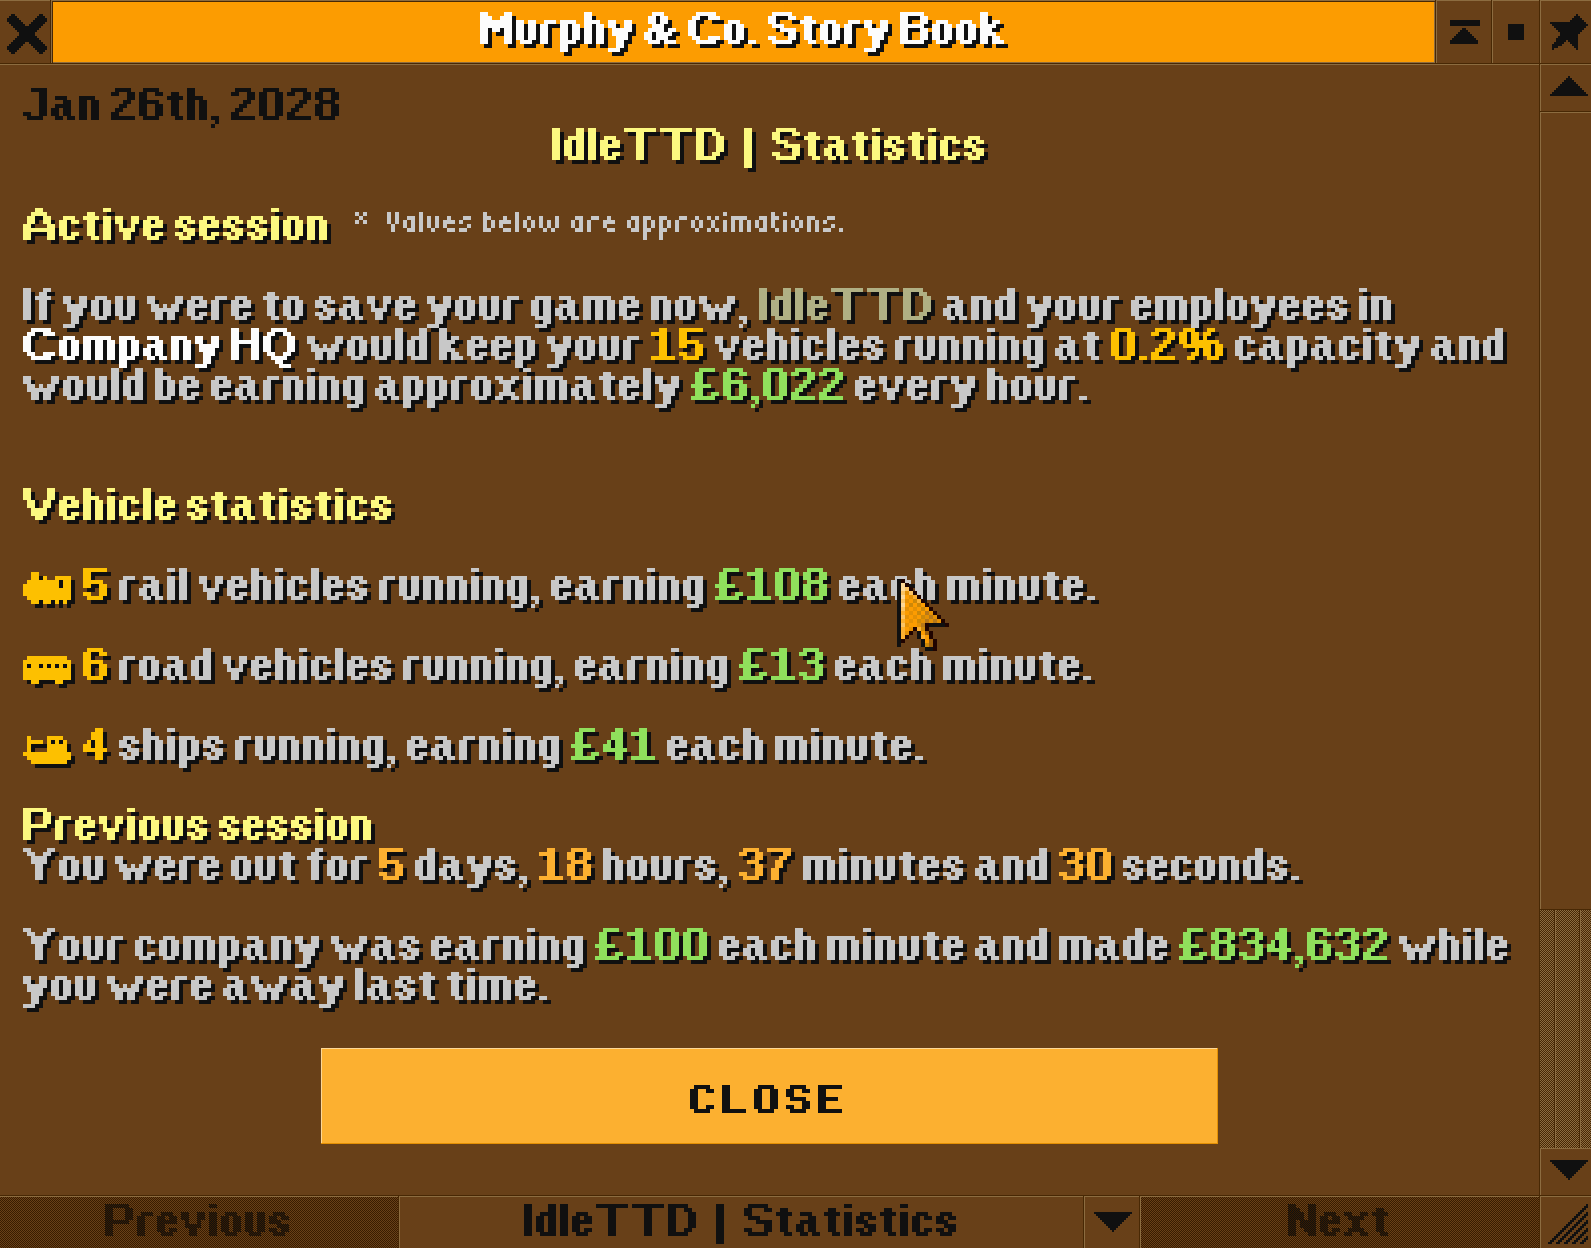 Murphy & Co. Story Book
Jan 26th, 2028
IdleTTD | Statistics
Active session * Values below are approximations.
If you were to save your game now, IdleTTD and your employees in
Company HQ would keep your 15 vehicles running at 0.2% capacity and
would be earning approximately £6,022 every hour.
Vehicle statistics
5 rail vehicles running, earning £108 each minute.
6 road vehicles running, earning £13 each minute.
4 ships running, earning £41 each minute.
Previous session
You were out for 5 days, 18 hours, 37 minutes and 30 seconds.
Your company was earning £100 each minute and made £834,632 while
you were away last time.
CLOSE
Previous
IdleTTD | Statistics
Next